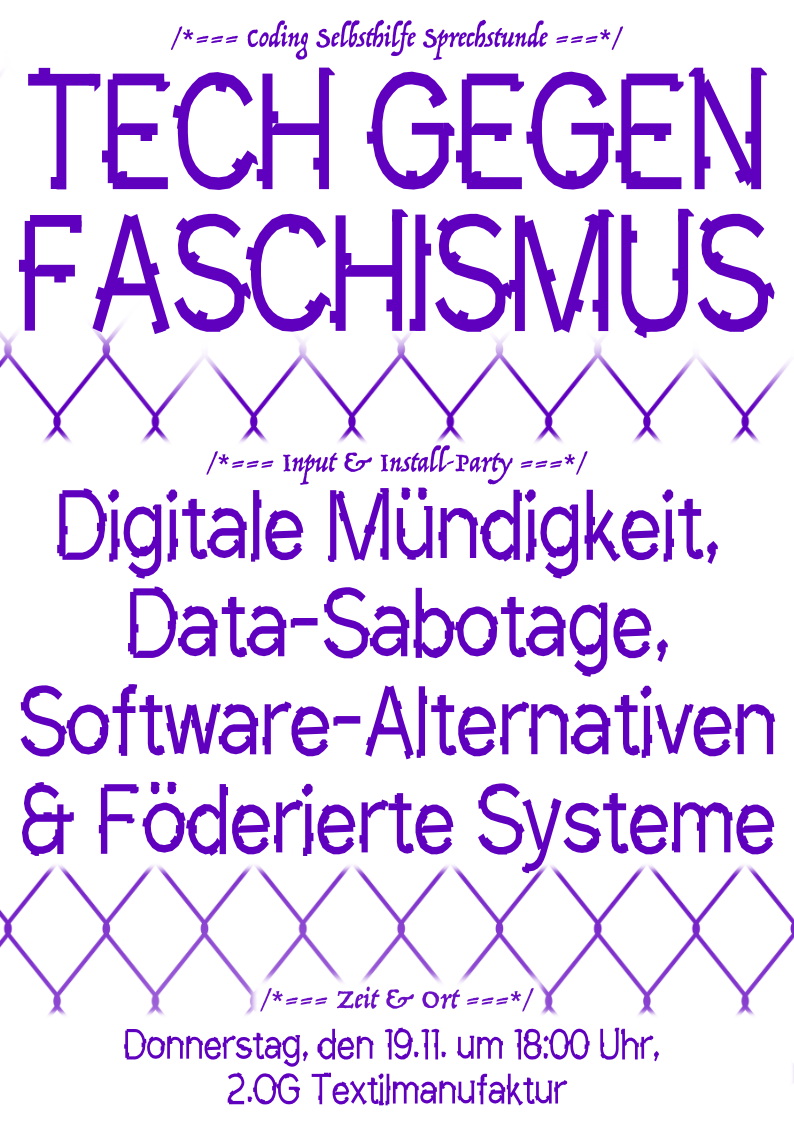 /*=== Coding Selbsthilfe Sprechstunde ===*/
TECH GEGEN
FASCHISMUS
/*=== Input & Install-Party ===*/
Digitale Mündigkeit,
Data-Sabotage,
Software-Alternativen
& Föderierte Systeme
/*=== Zeit & Ort ===*/
Donnerstag, den 19.11. um 18:00 Uhr,
2.OG Textilmanufaktur